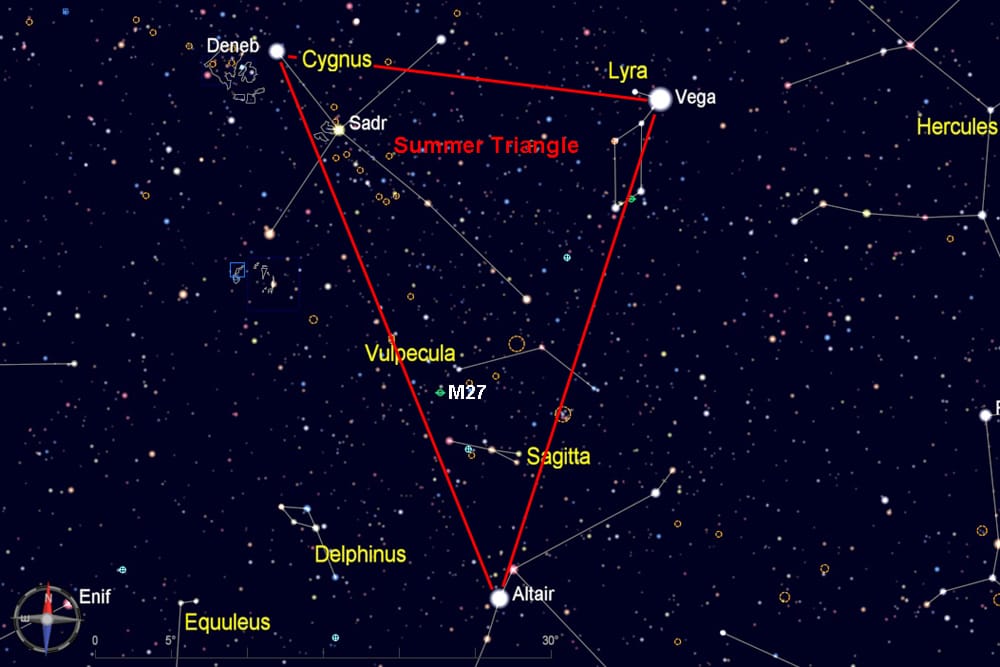 Deneb
Cygnus
Lyra
Vega
Sadr
Hercules
Summer Triangle
Vulpecula
M27
Sagitta
Delphinus
Altair
Enif
N
Equuleus
0
5°
30°